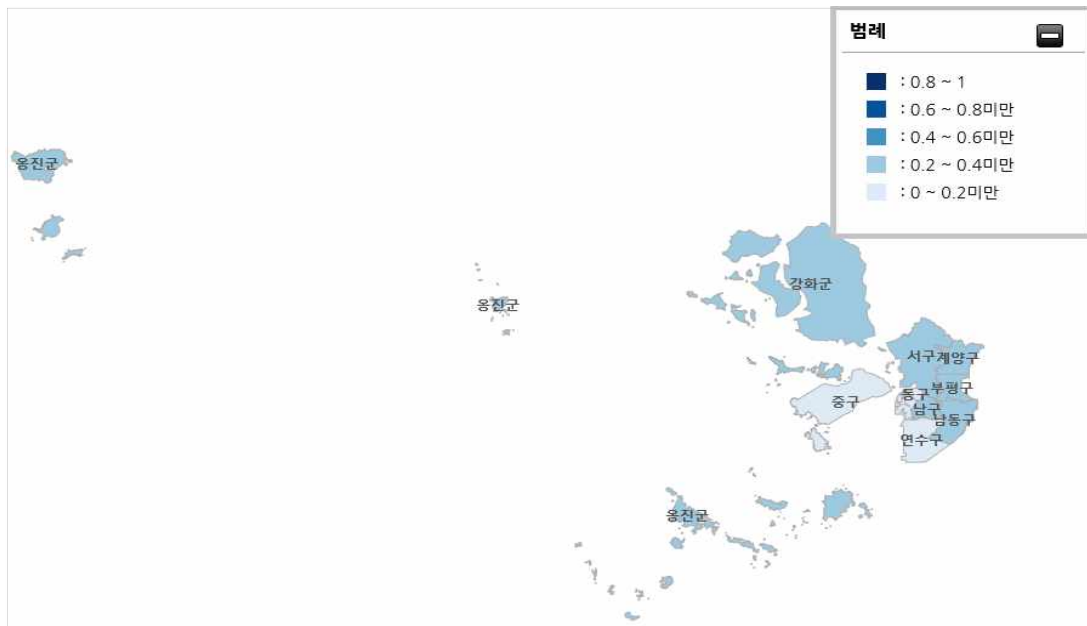 범례
: 0.8 ~ 1
: 0.6 ~ 0.8미만
: 0.4 ~ 0.6미만
: 0.2 ~ 0.4미만
: 0 ~ 0.2미만
옹진군
옹진군
강화군
서구
계양구
동구
부평구
중구
남구
남동구
연수구
옹진군